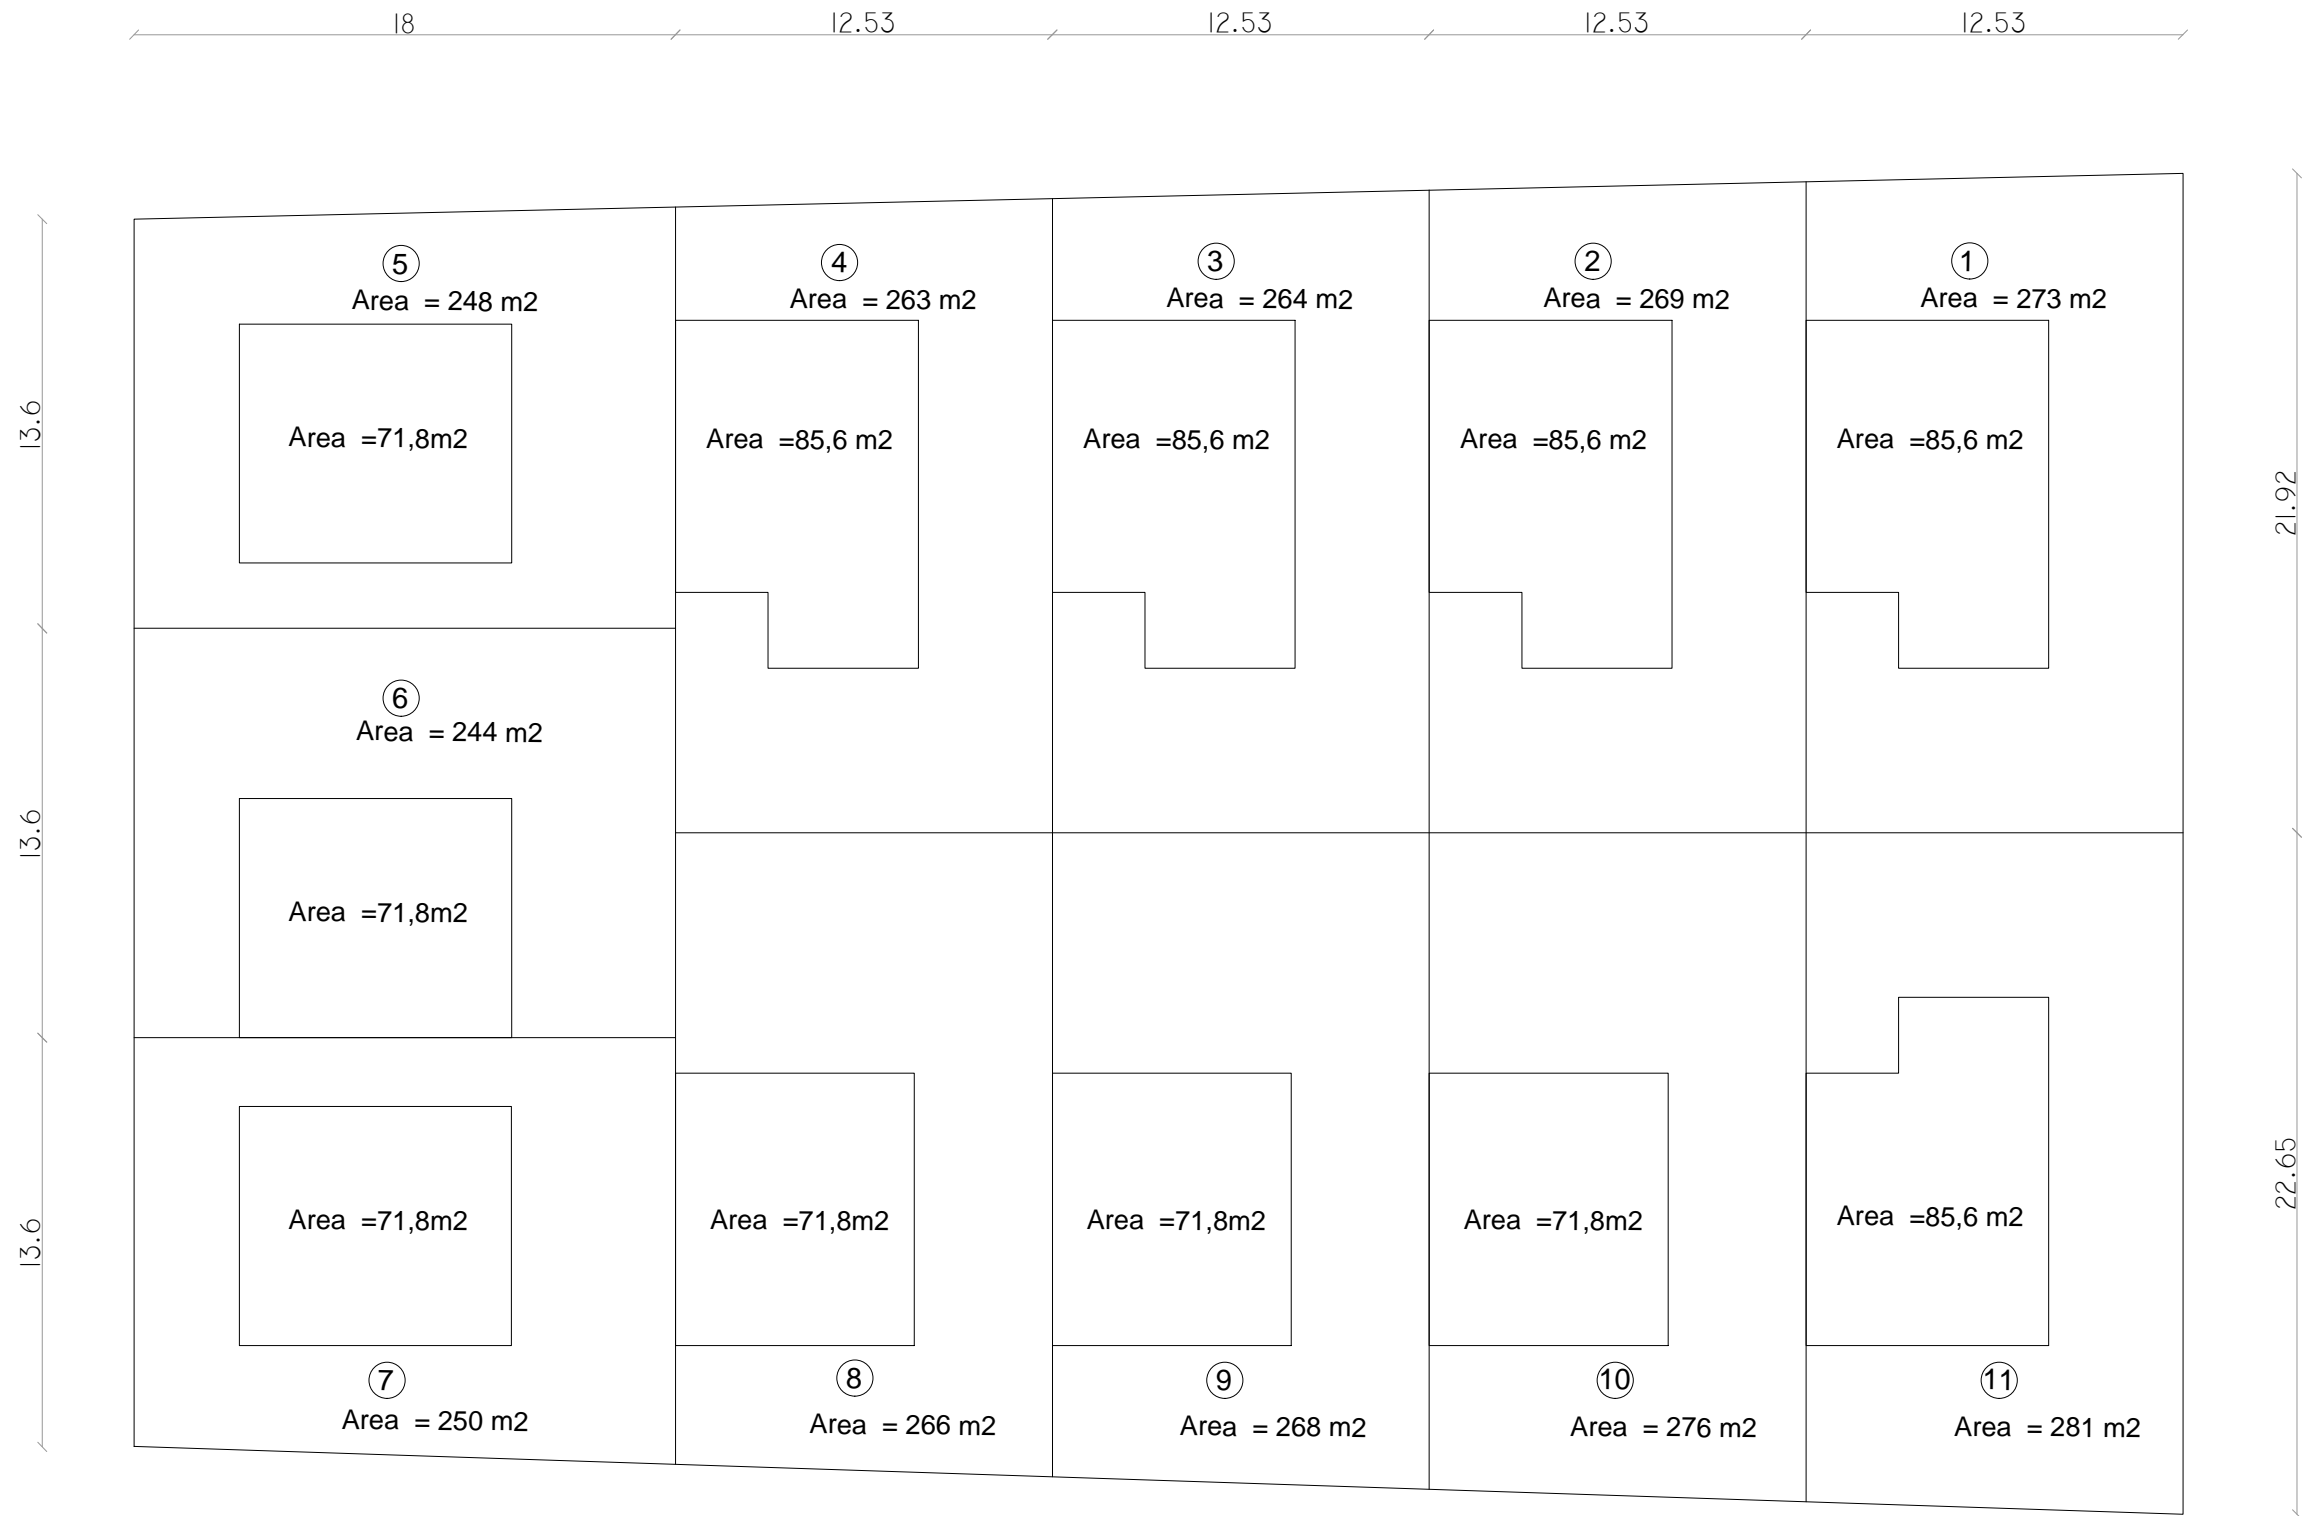 18
12.53
12.53
12.53
12.53
5
Area = 248 m2
4
Area = 263 m2
3
Area = 264 m2
2
Area = 269 m2
1
Area = 273 m2
13.6
Area =71,8m2
Area =85,6 m2
Area =85,6 m2
Area =85,6 m2
Area =85,6 m2
21.92
6
Area = 244 m2
13.6
Area =71,8m2
13.6
Area =71,8m2
Area =71,8m2
Area =71,8m2
Area =71,8m2
Area =85,6 m2
22.65
7
Area = 250 m2
8
Area = 266 m2
9
Area = 268 m2
10
Area = 276 m2
11
Area = 281 m2